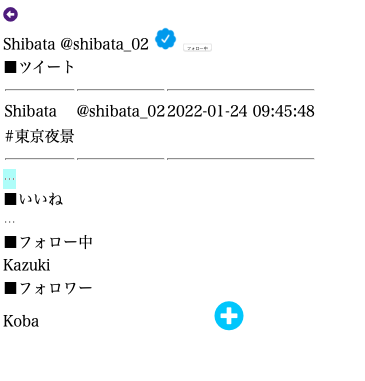 Shibata @shibata_02 フォロー中
■ツイート
Shibata @shibata_02 2022-01-24 09:45:48
#東京夜景
...
■いいね
...
■フォロー中
Kazuki
■フォロワー
Koba